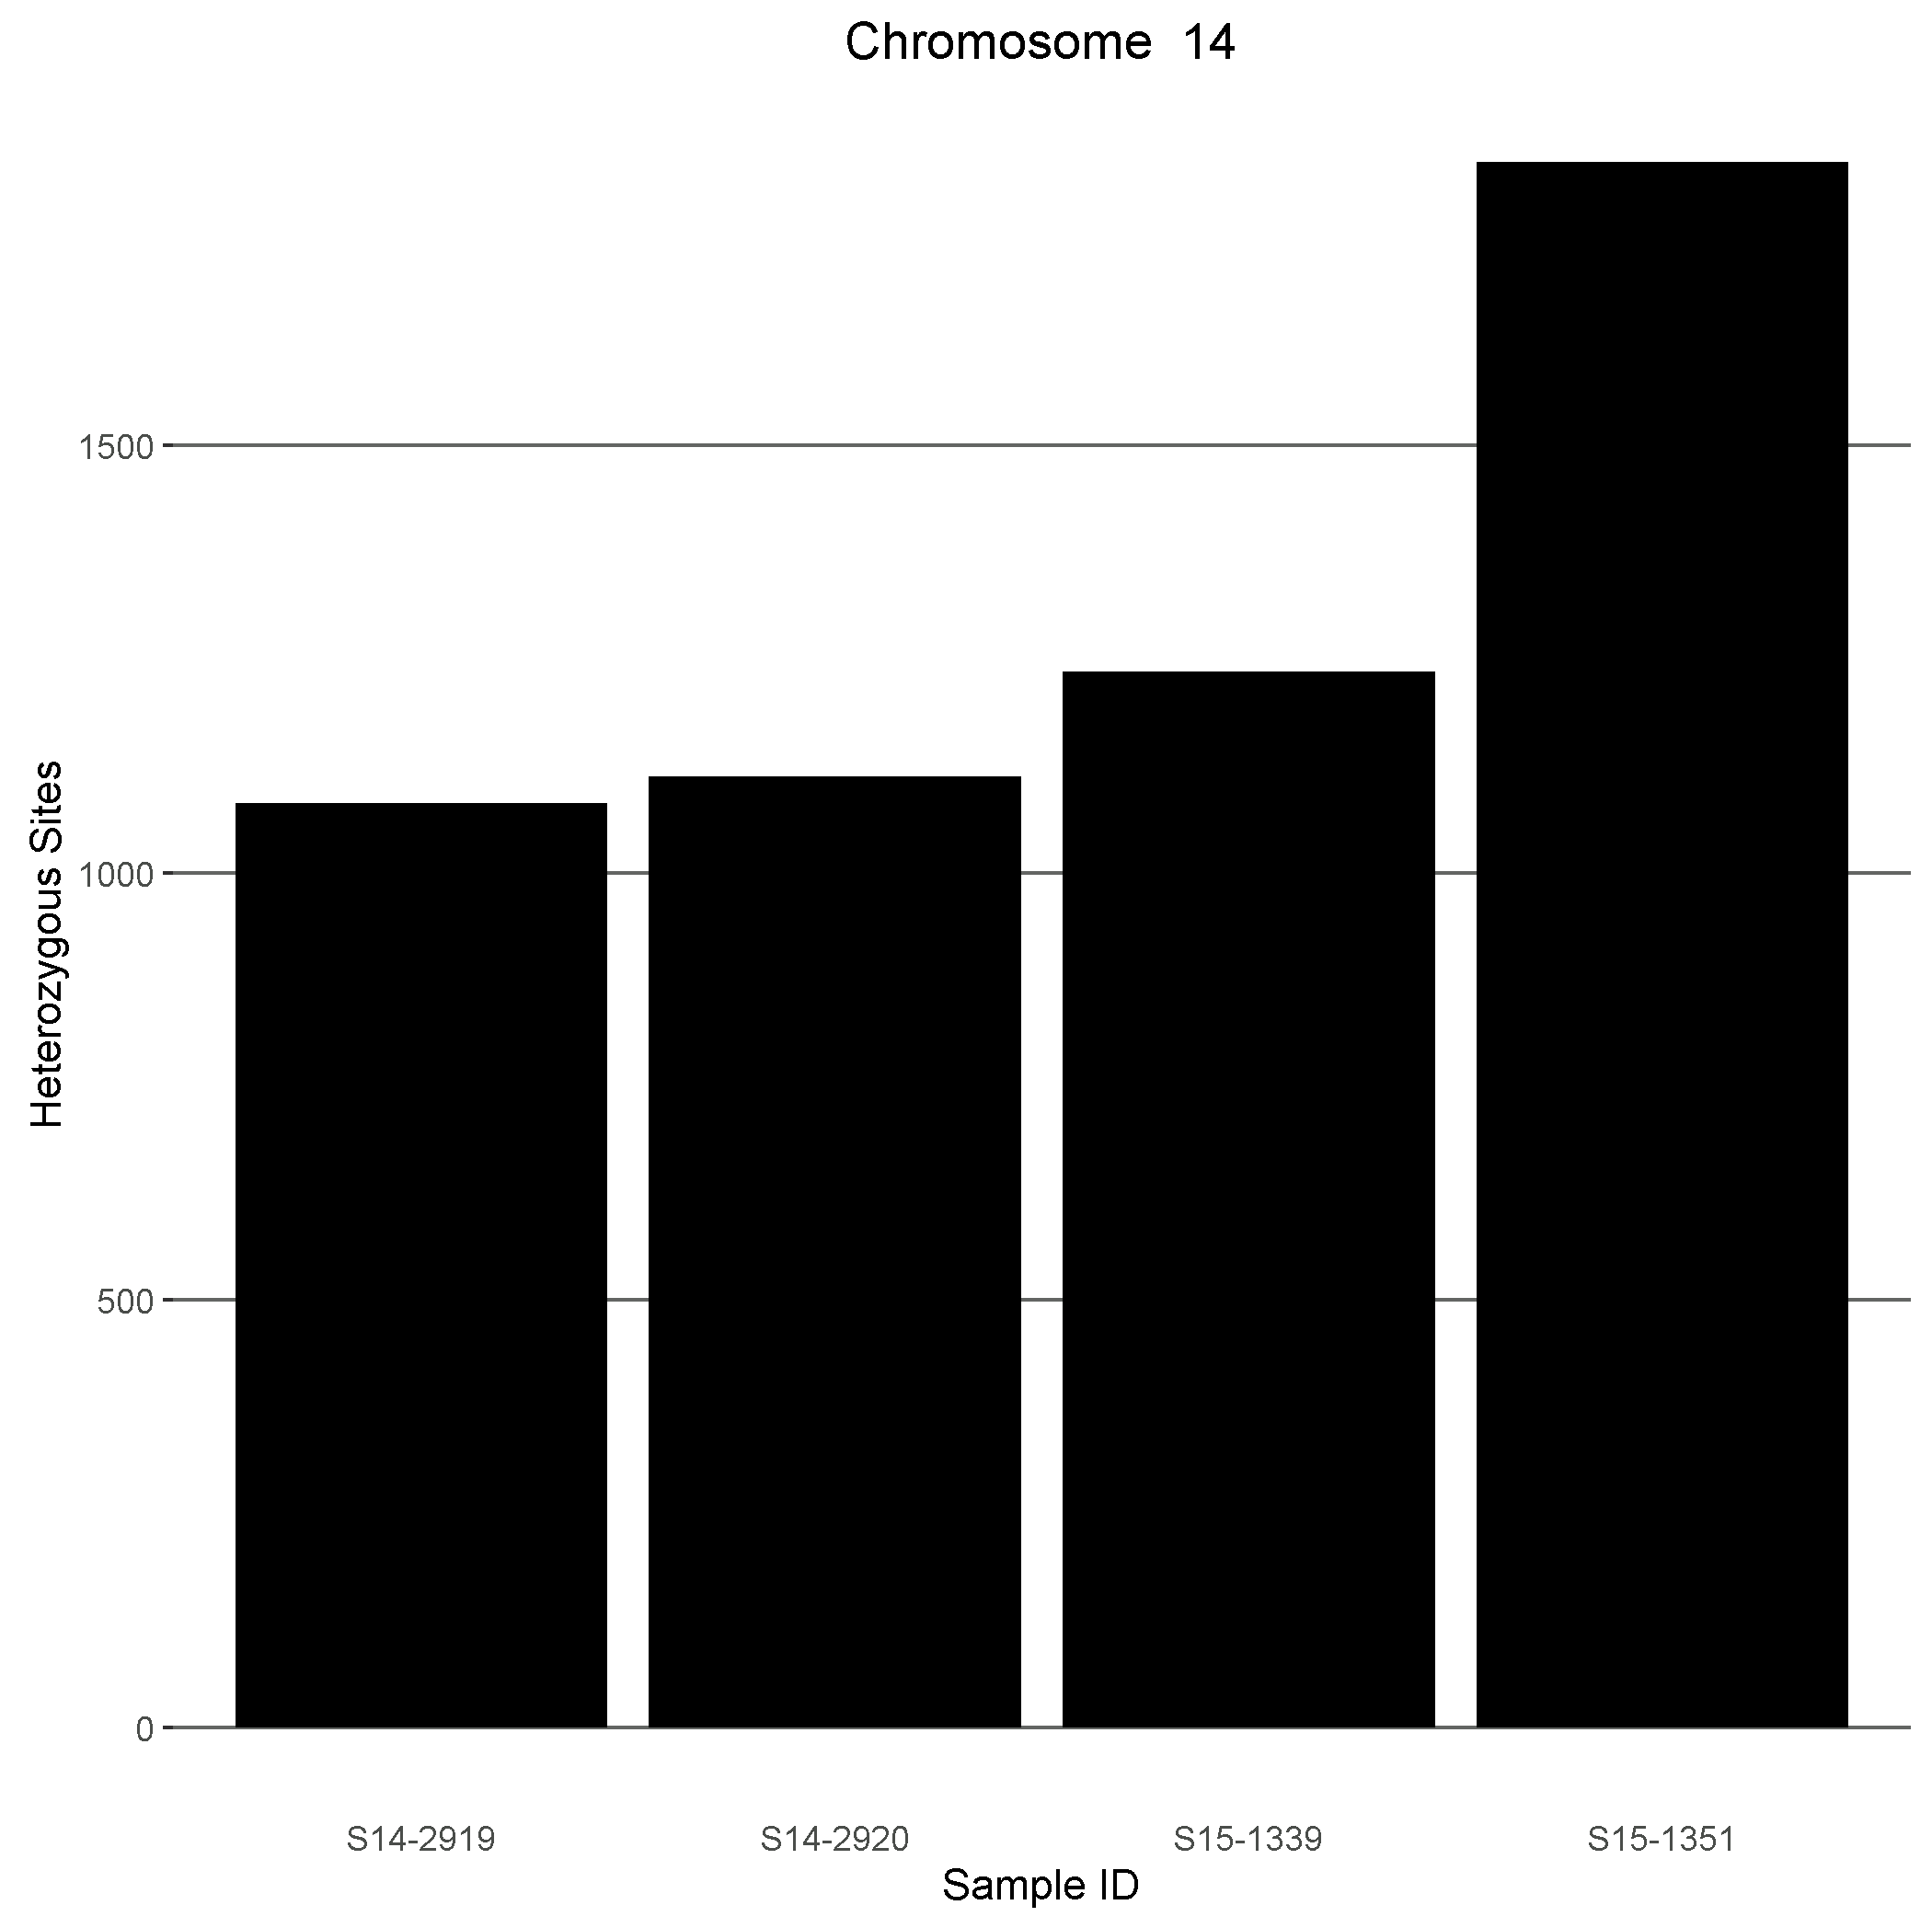 Chromosome  14
Heterozygous Sites
1500
1000
500
0
S14-2919 S14-2920 S15-1339 S15-1351
Sample ID